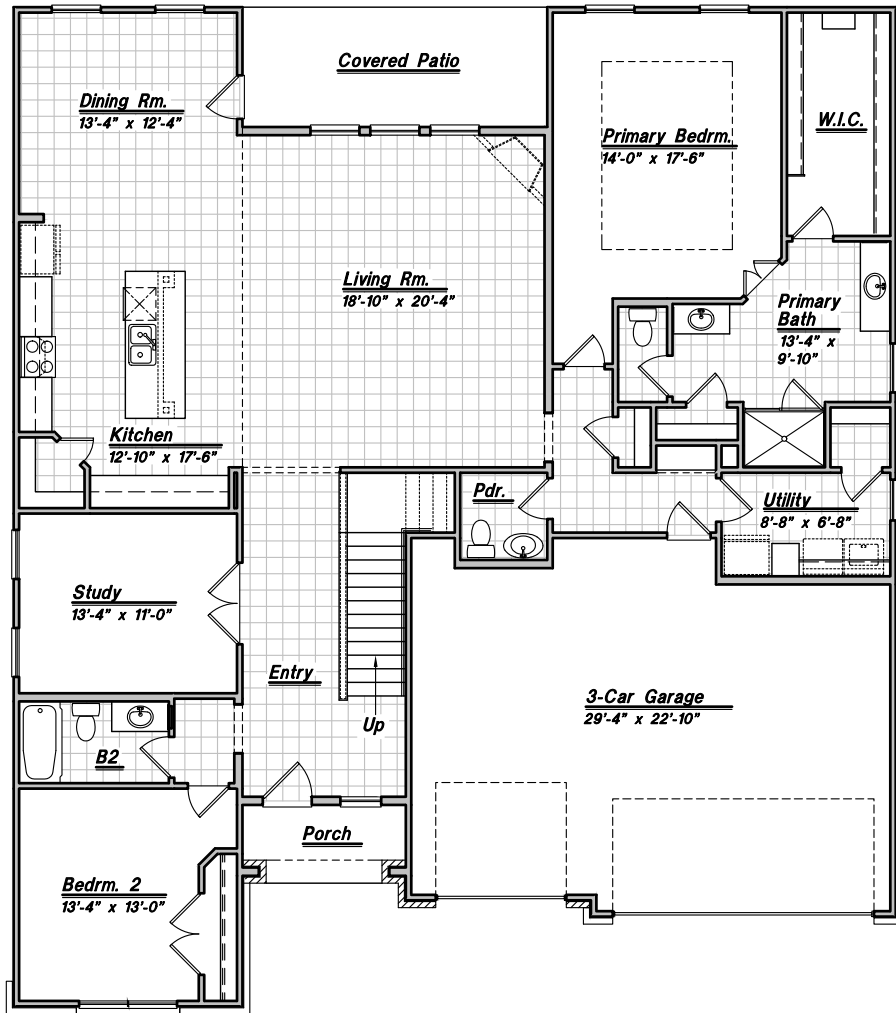 Covered Patio
Dining Rm.
13'-4" x 12'-4"
Primary Bedrm.
14'-0" x 17'-6"
W.I.C.
Living Rm.
18'-10" x 20'-4"
Primary
Bath
13'-4" x
9'-10"
Kitchen
12'-10" x 17'-6"
Pdr.
Utility
8'-8" x 6'-8"
Study
13'-4" x 11'-0"
Entry
Up
3-Car Garage
29'-4" x 22'-10"
B2
Porch
Bedrm. 2
13'-4" x 13'-0"